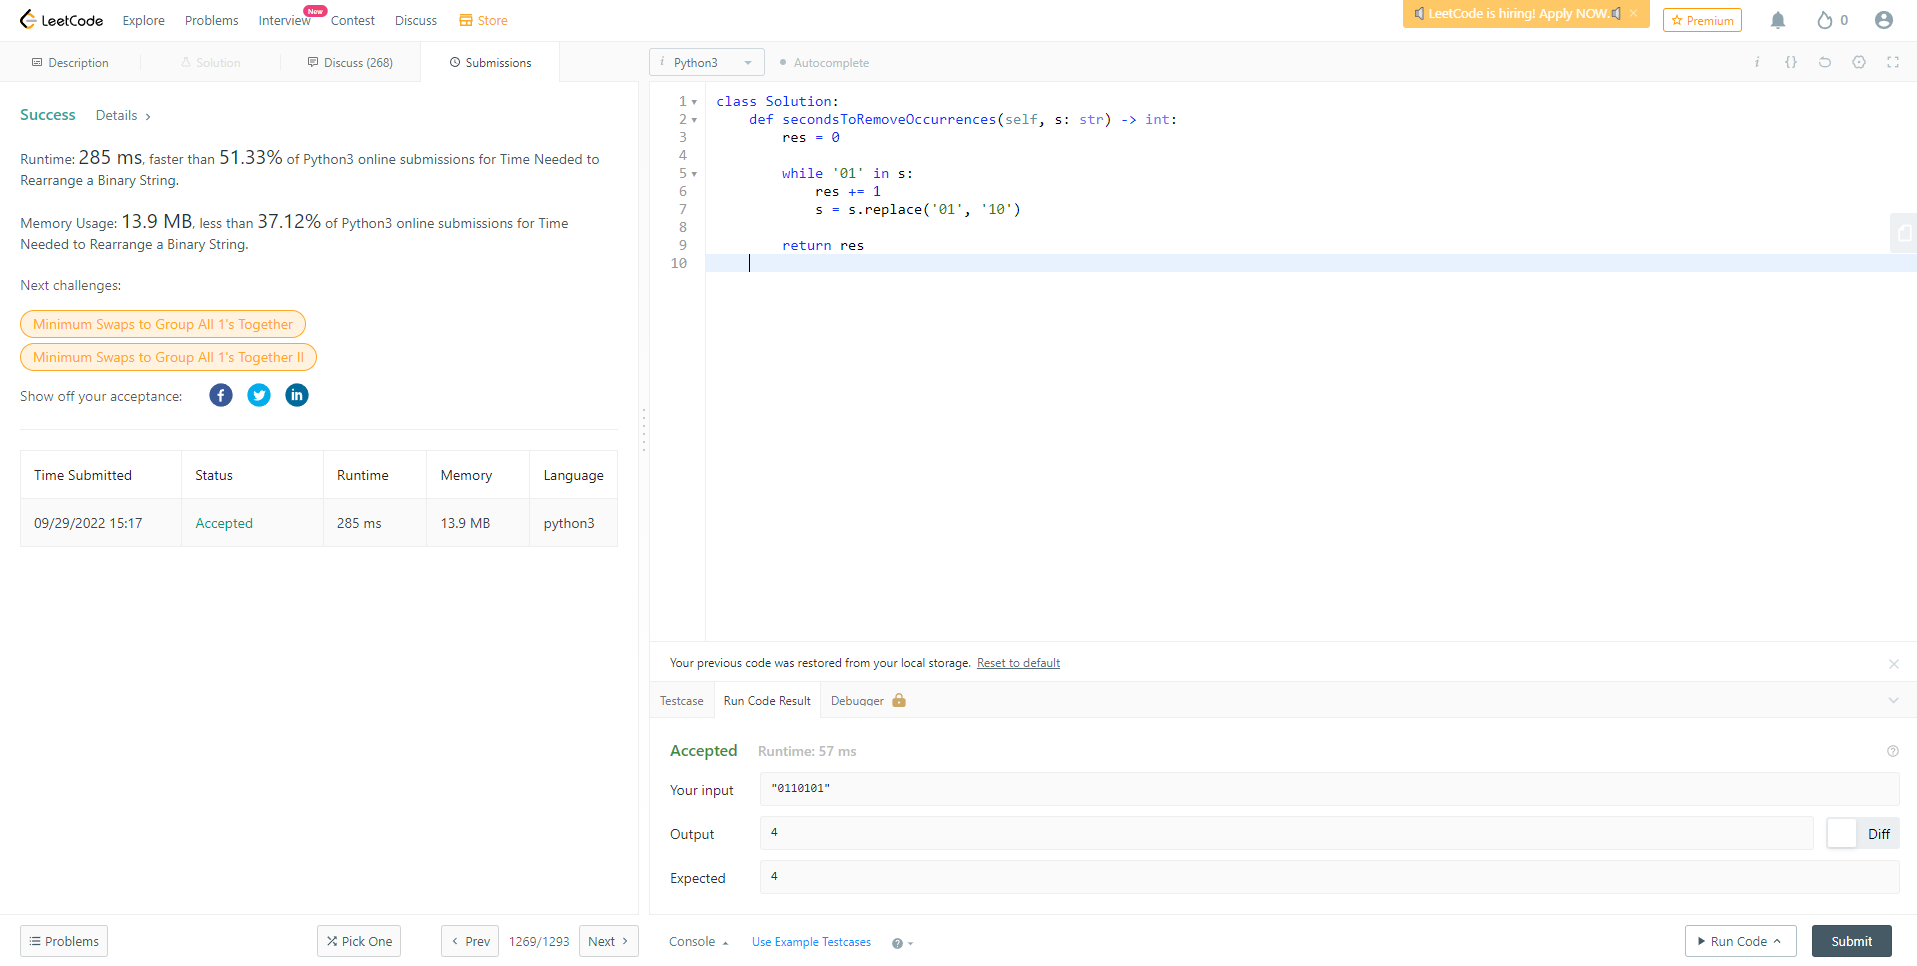 LeetCode
Explore
Problems
Interview
New
Contest
Discuss
Store
LeetCode is hiring! Apply NOW.
Premium
0
Description
Solution
Discuss (268)
Submissions
Success
Details
Runtime: 285 ms, faster than 51.33% of Python3 online submissions for Time Needed to
Rearrange a Binary String.
Memory Usage: 13.9 MB, less than 37.12% of Python3 online submissions for Time
Needed to Rearrange a Binary String.
Next challenges:
Minimum Swaps to Group All 1's Together
Minimum Swaps to Group All 1's Together II
Show off your acceptance:
Time Submitted Status Runtime Memory Language
09/29/2022 15:17 Accepted 285 ms 13.9 MB python3
Problems
Pick One
Prev
1269/1293
Next
i Python3
Autocomplete
i {}
1 class Solution:
2 def secondsToRemoveOccurrences(self, s: str) -> int:
3 res = 0
4
5 while '01' in s:
6 res += 1
7 s = s.replace('01', '10')
8
9 return res
10
Your previous code was restored from your local storage. Reset to default
Testcase
Run Code Result
Debugger
Accepted Runtime: 57 ms
Your input "0110101"
Output 4
Diff
Expected 4
Console
Use Example Testcases
Run Code
Submit